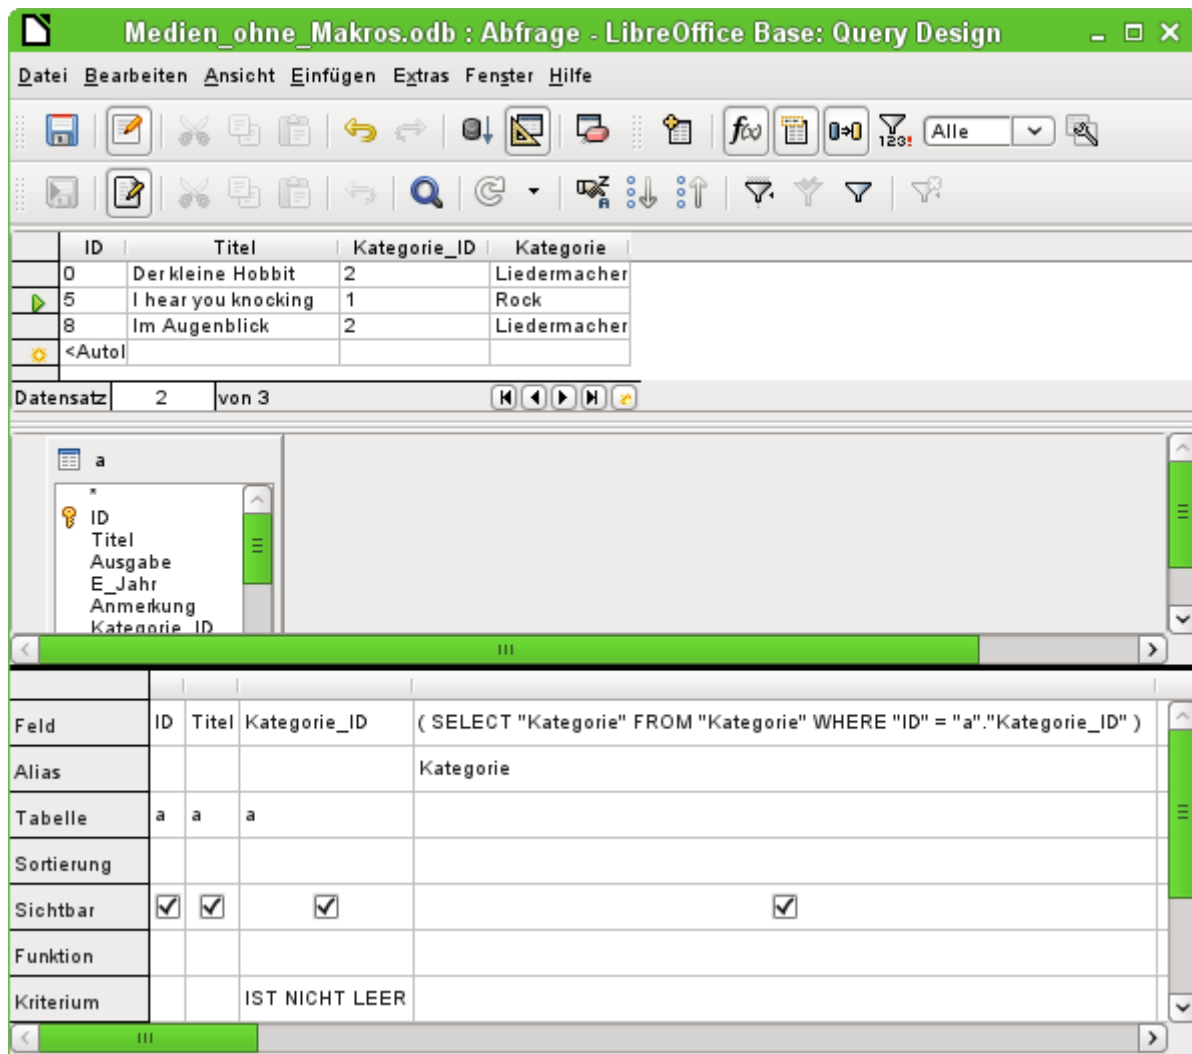 Medien_ohne_Makros.odb : Abfrage - LibreOffice Base: Query Design
Datei Bearbeiten Ansicht Einfügen Extras Fenster Hilfe
f(x) 123! Alle
Z A
ID Titel Kategorie_ID Kategorie
0 Der kleine Hobbit 2 Liedermacher
5 I hear you knocking 1 Rock
8 Im Augenblick 2 Liedermacher
<Autol
Datensatz 2 von 3
a
*
ID
Titel
Ausgabe
E_Jahr
Anmerkung
Kategorie_ID
Feld ID Titel Kategorie_ID ( SELECT "Kategorie" FROM "Kategorie" WHERE "ID" = "a"."Kategorie_ID" )
Alias Kategorie
Tabelle a a a
Sortierung
Sichtbar
Funktion
Kriterium IST NICHT LEER